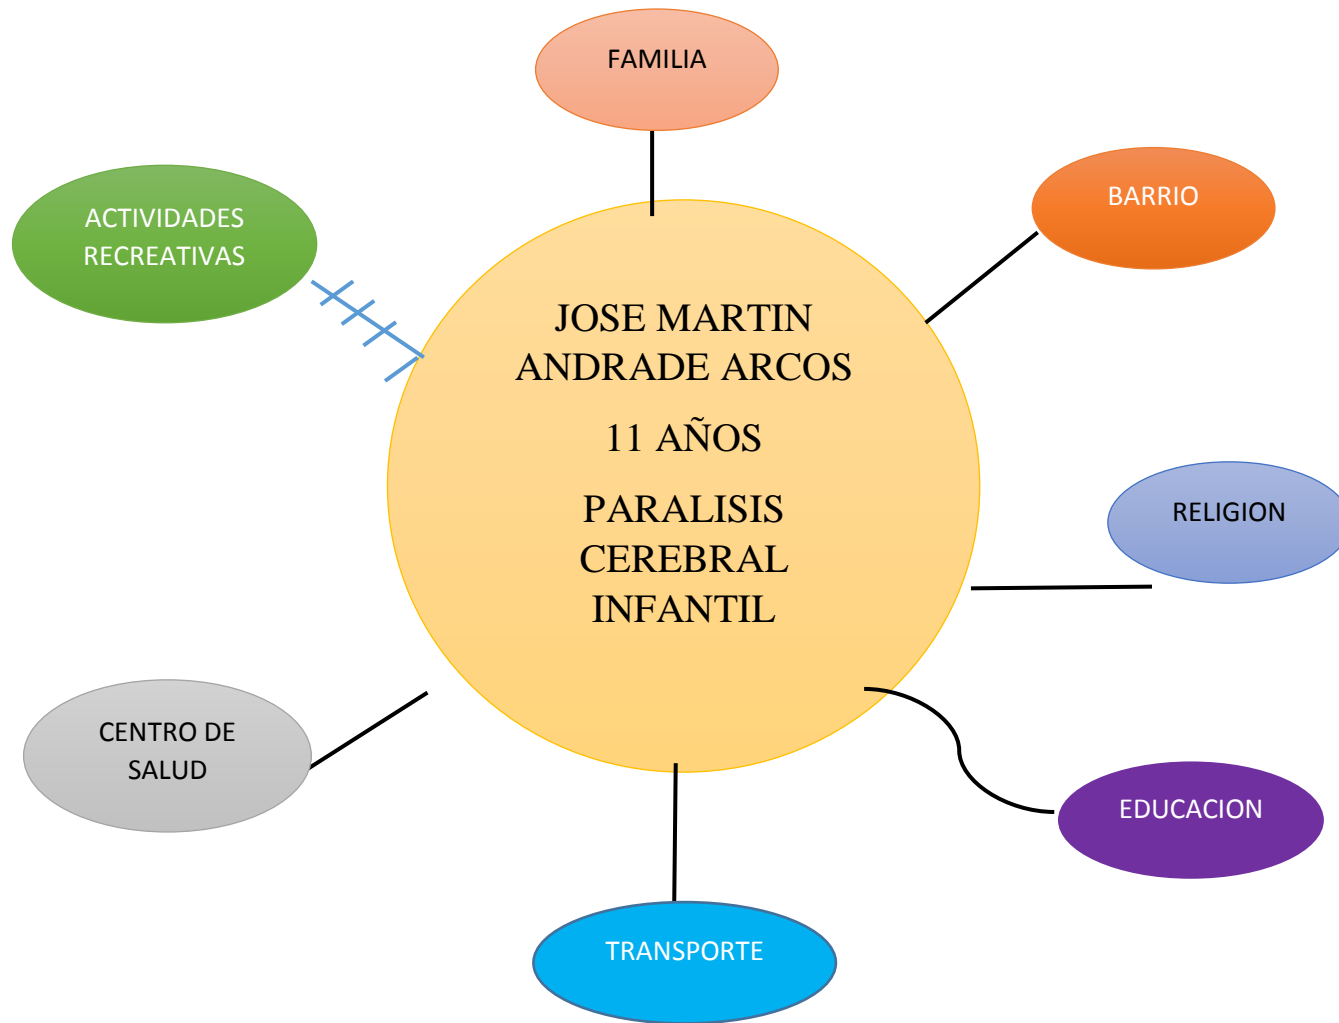 FAMILIA
BARRIO
ACTIVIDADES
RECREATIVAS
JOSE MARTIN
ANDRADE ARCOS
11 AÑOS
PARALISIS
CEREBRAL
INFANTIL
RELIGION
CENTRO DE
SALUD
EDUCACION
TRANSPORTE